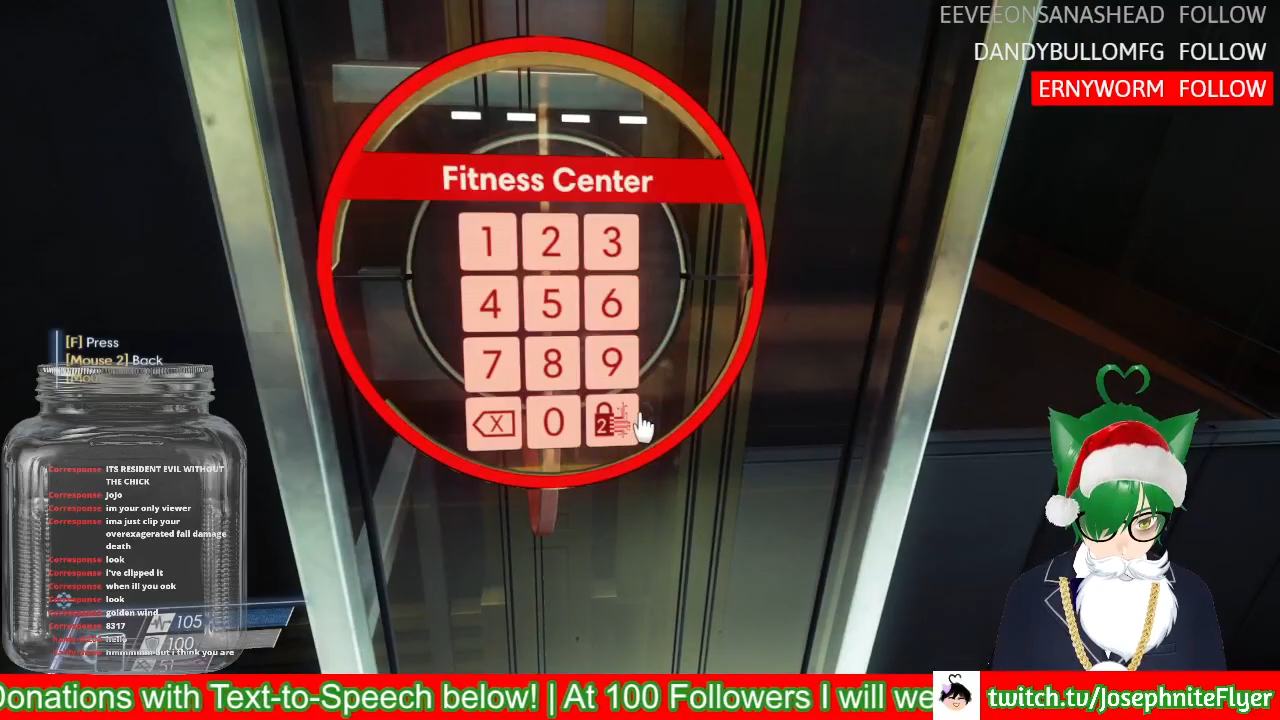 EEVEEONSANASHEAD FOLLOW
DANDYBULLOMFG FOLLOW
ERNYWORM FOLLOW
Fitness Center
1 2 3
4 5 6
7 8 9
X 0 2
[F] Press
[Mouse 2] Back
[Mou
Corresponse ITS RESIDENT EVIL WITHOUT
THE CHICK
Corresponse JoJo
Corresponse im your only viewer
Corresponse ima just clip your
overexagerated fall damage
death
Corresponse look
Corresponse i've clipped it
Corresponse when ill you ook
Corresponse look
Corresponse golden wind
Corresponse 8317
hello
hmmmmm but i think you are
105
100
51
Donations with Text-to-Speech below! | At 100 Followers I will we
twitch.tv/JosephniteFlyer